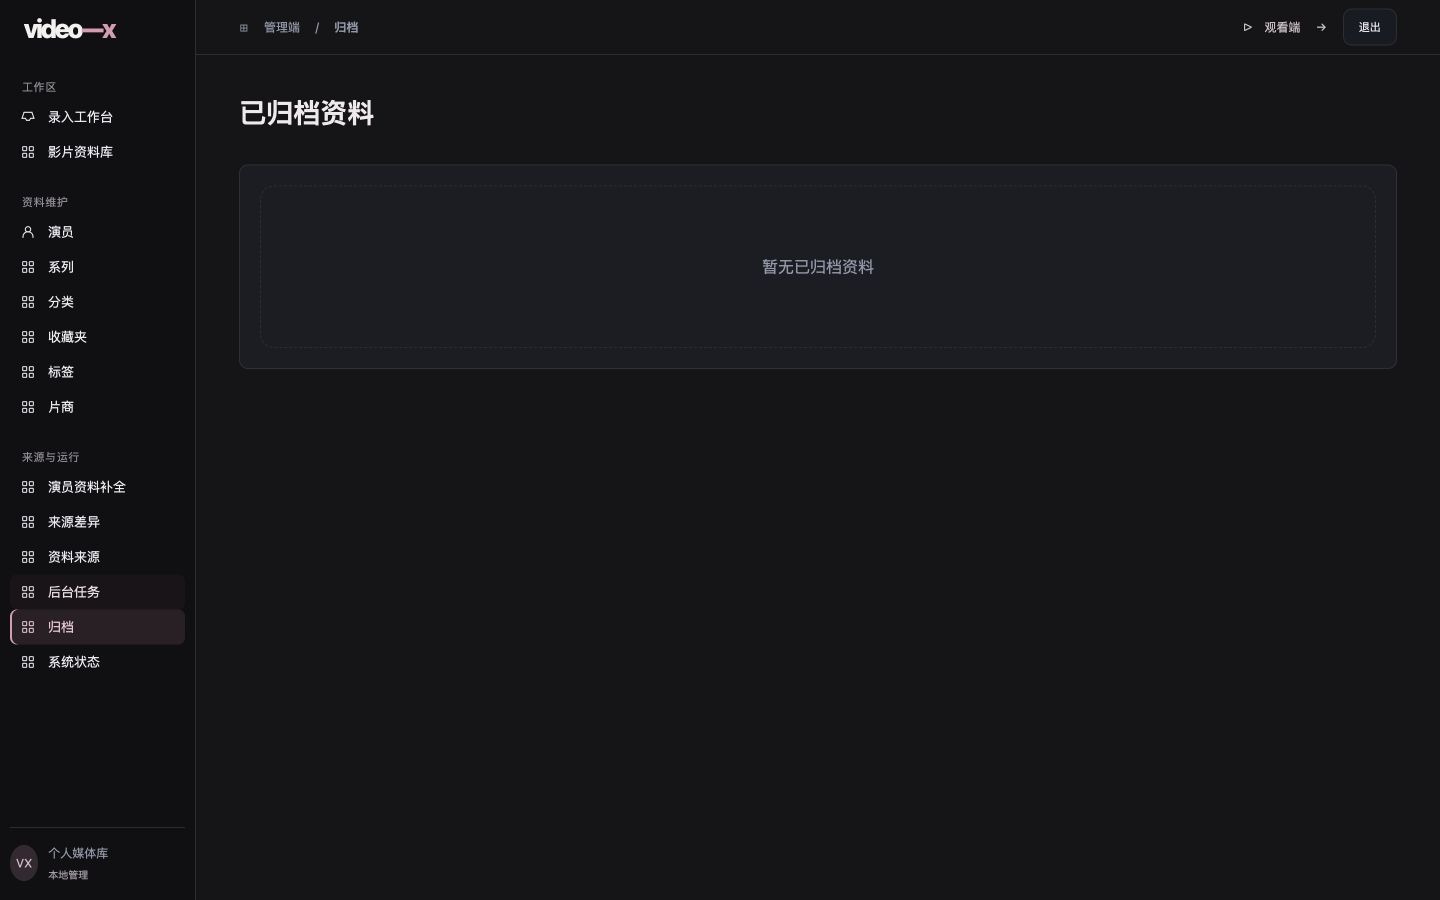 video—x
工作区
录入工作台
影片资料库
资料维护
演员
系列
分类
收藏夹
标签
片商
来源与运行
演员资料补全
来源差异
资料来源
后台任务
归档
系统状态
VX
个人媒体库
本地管理
管理端 / 归档
观看端 →
退出
已归档资料
暂无已归档资料